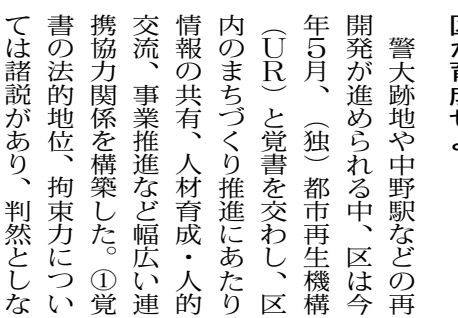 警大跡地や中野駅などの再
開発が進められる中、区は今
年５月、（独）都市再生機構
（ＵＲ）と覚書を交わし、区
内のまちづくり推進にあたり
情報の共有、人材育成・人的
交流、事業推進など幅広い連
携協力関係を構築した。①覚
書の法的地位、拘束力につい
ては諸説があり、判然としな